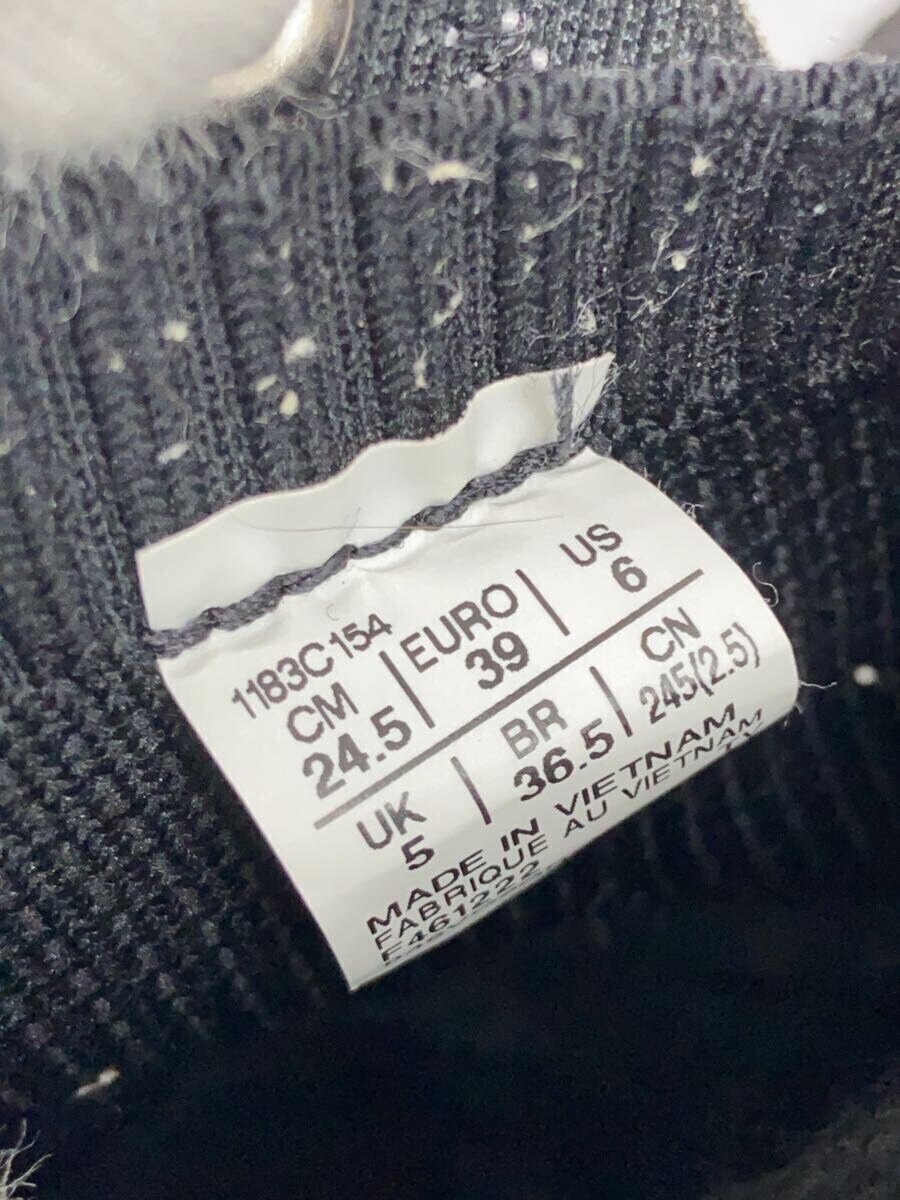 1183C154
CM | EURO | US
24.5 | 39 | 6
UK | BR | CN
5 | 36.5 | 245(2.5)
MADE IN VIETNAM
FABRIQUE AU VIETNAM